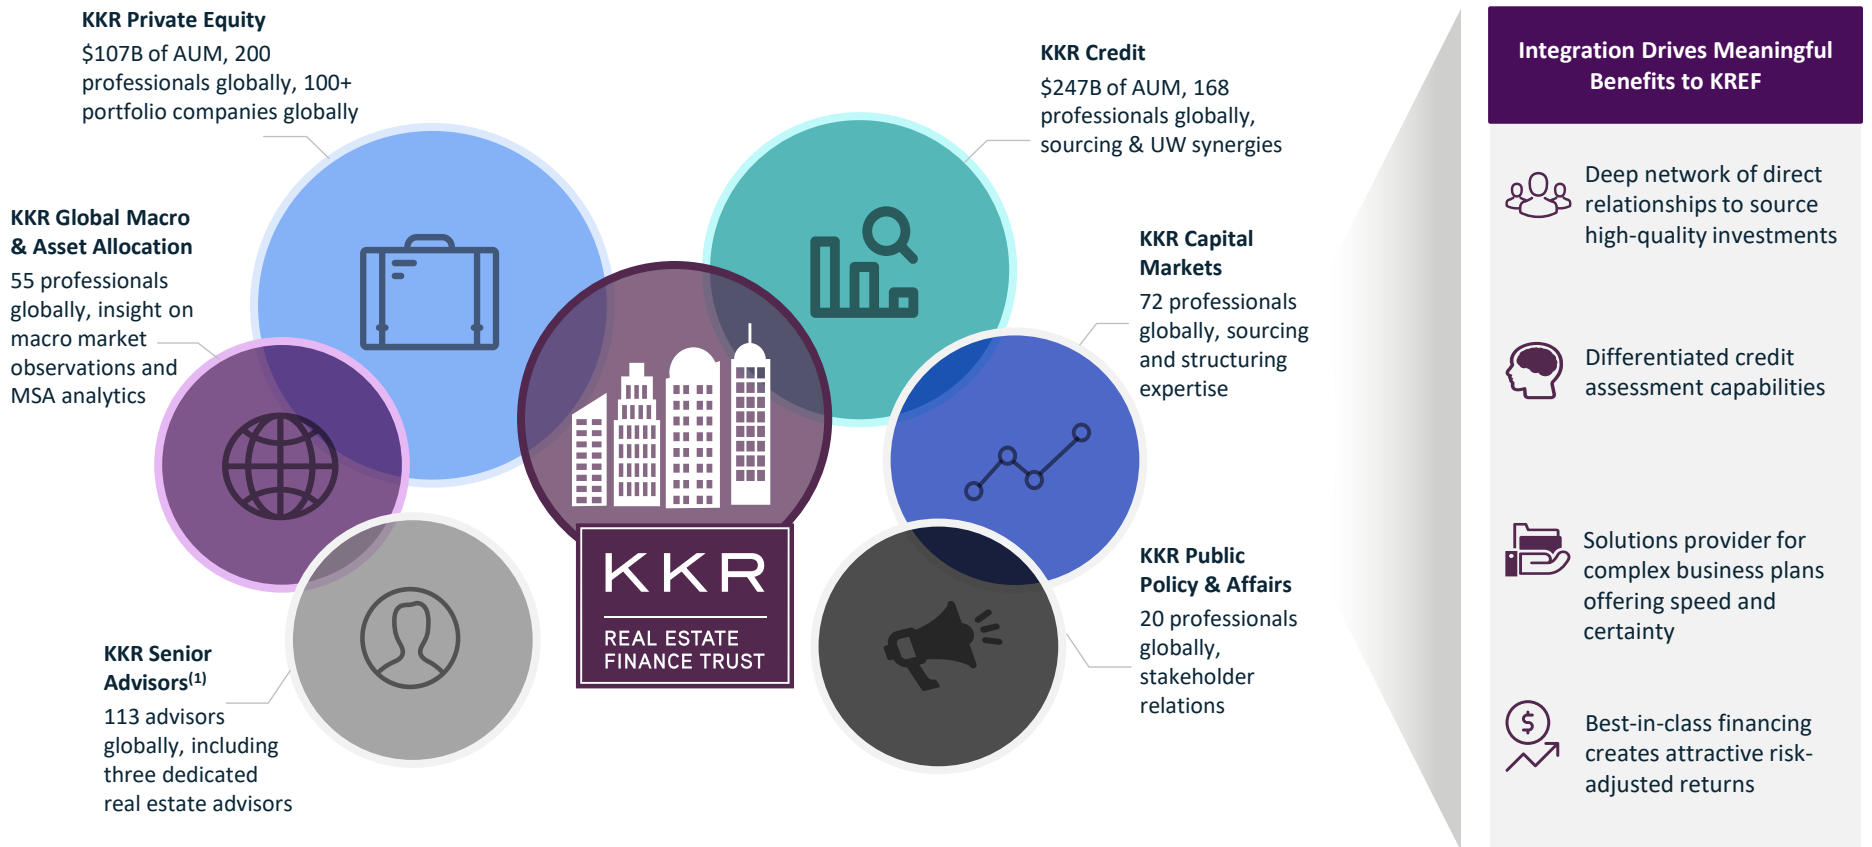 KKR Private Equity
$107B of AUM, 200
professionals globally, 100+
portfolio companies globally
KKR Global Macro
& Asset Allocation
55 professionals
globally, insight on
macro market
observations and
MSA analytics
KKR Senior
Advisors(1)
113 advisors
globally, including
three dedicated
real estate advisors
KKR
REAL ESTATE
FINANCE TRUST
KKR Credit
$247B of AUM, 168
professionals globally,
sourcing & UW synergies
KKR Capital
Markets
72 professionals
globally, sourcing
and structuring
expertise
KKR Public
Policy & Affairs
20 professionals
globally,
stakeholder
relations
Integration Drives Meaningful
Benefits to KREF
Deep network of direct
relationships to source
high-quality investments
Differentiated credit
assessment capabilities
Solutions provider for
complex business plans
offering speed and
certainty
$
Best-in-class financing
creates attractive risk-
adjusted returns